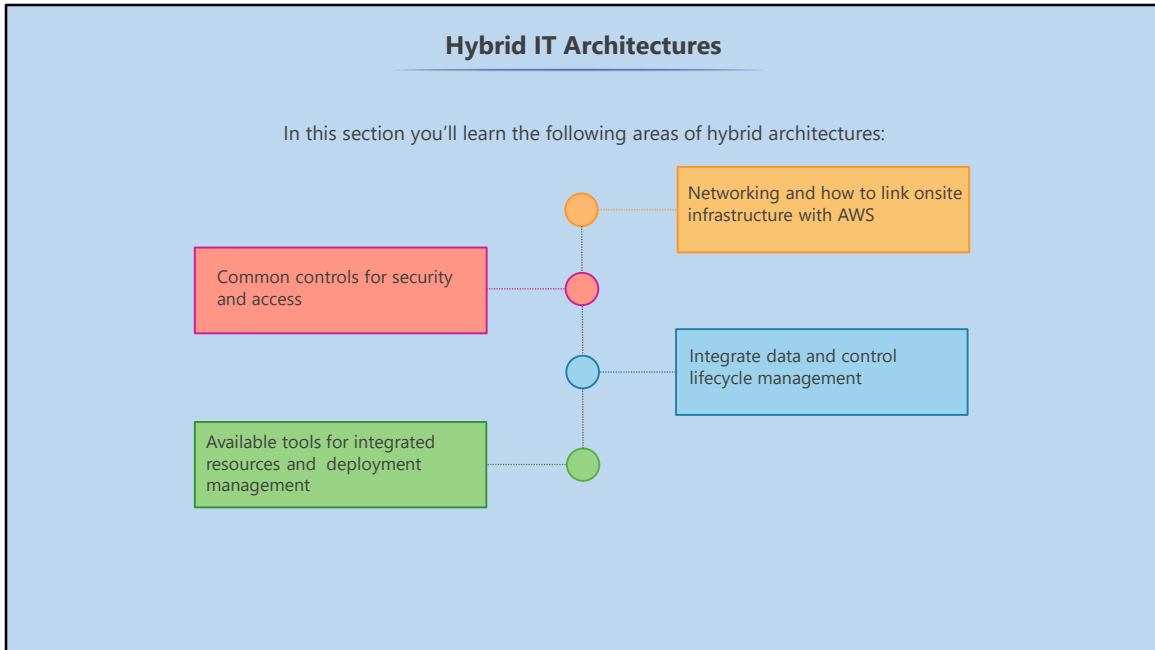 Hybrid IT Architectures
In this section you’ll learn the following areas of hybrid architectures:
Networking and how to link onsite
infrastructure with AWS
Common controls for security
and access
Integrate data and control
lifecycle management
Available tools for integrated
resources and  deployment
management